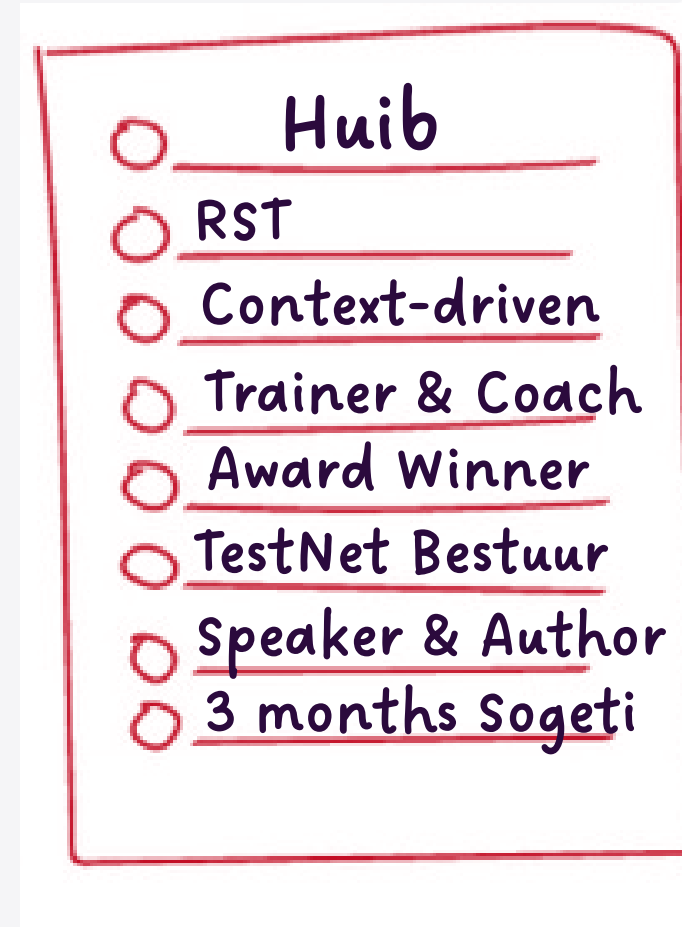 Huib
RST
Context-driven
Trainer & Coach
Award Winner
TestNet Bestuur
Speaker & Author
3 months Sogeti